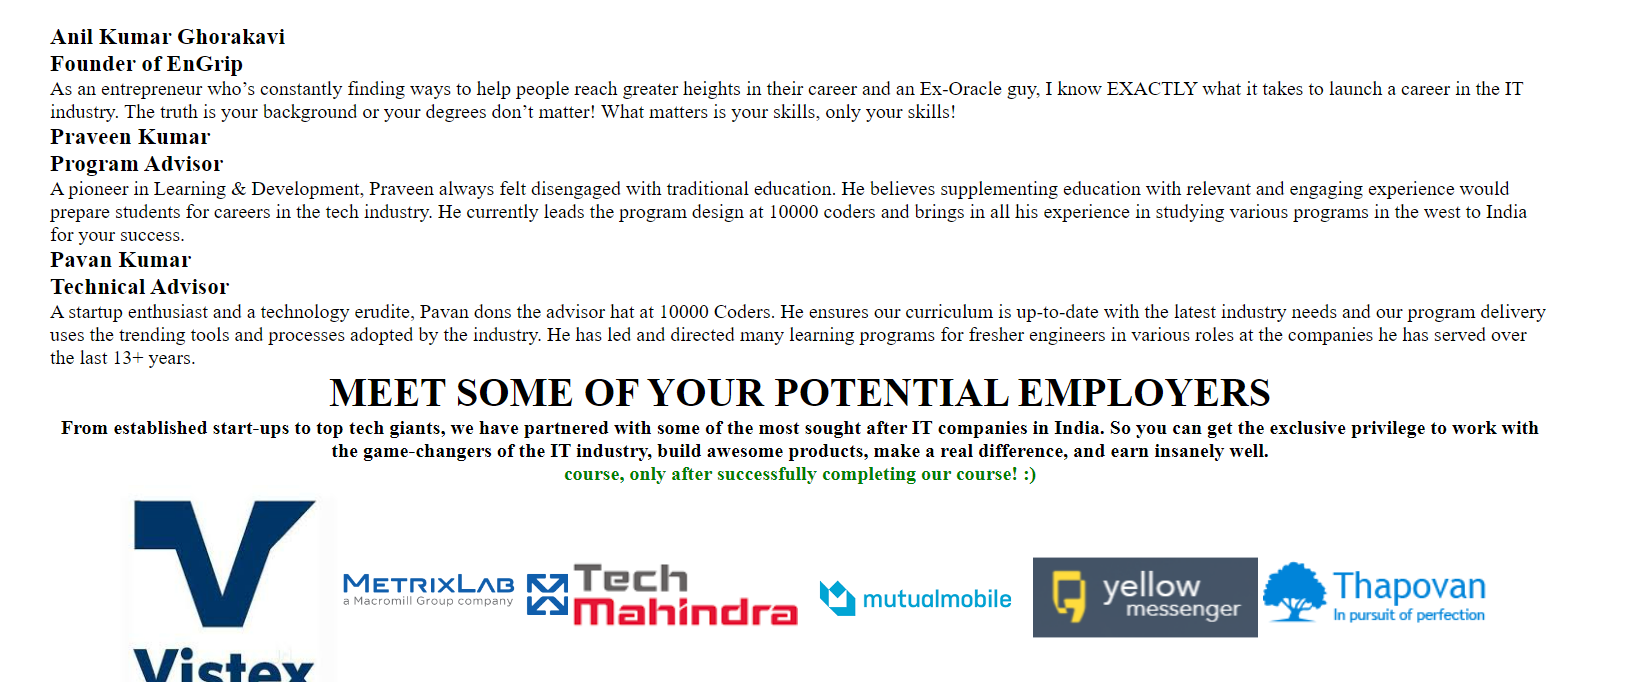 Anil Kumar Ghorakavi
Founder of EnGrip
As an entrepreneur who’s constantly finding ways to help people reach greater heights in their career and an Ex-Oracle guy, I know EXACTLY what it takes to launch a career in the IT
industry. The truth is your background or your degrees don’t matter! What matters is your skills, only your skills!
Praveen Kumar
Program Advisor
A pioneer in Learning & Development, Praveen always felt disengaged with traditional education. He believes supplementing education with relevant and engaging experience would
prepare students for careers in the tech industry. He currently leads the program design at 10000 coders and brings in all his experience in studying various programs in the west to India
for your success.
Pavan Kumar
Technical Advisor
A startup enthusiast and a technology erudite, Pavan dons the advisor hat at 10000 Coders. He ensures our curriculum is up-to-date with the latest industry needs and our program delivery
uses the trending tools and processes adopted by the industry. He has led and directed many learning programs for fresher engineers in various roles at the companies he has served over
the last 13+ years.
MEET SOME OF YOUR POTENTIAL EMPLOYERS
From established start-ups to top tech giants, we have partnered with some of the most sought after IT companies in India. So you can get the exclusive privilege to work with
the game-changers of the IT industry, build awesome products, make a real difference, and earn insanely well.
course, only after successfully completing our course! :)
Vistex
METRIXLAB
a Macromill Group company
Tech
Mahindra
mutualmobile
yellow
messenger
Thapovan
In pursuit of perfection